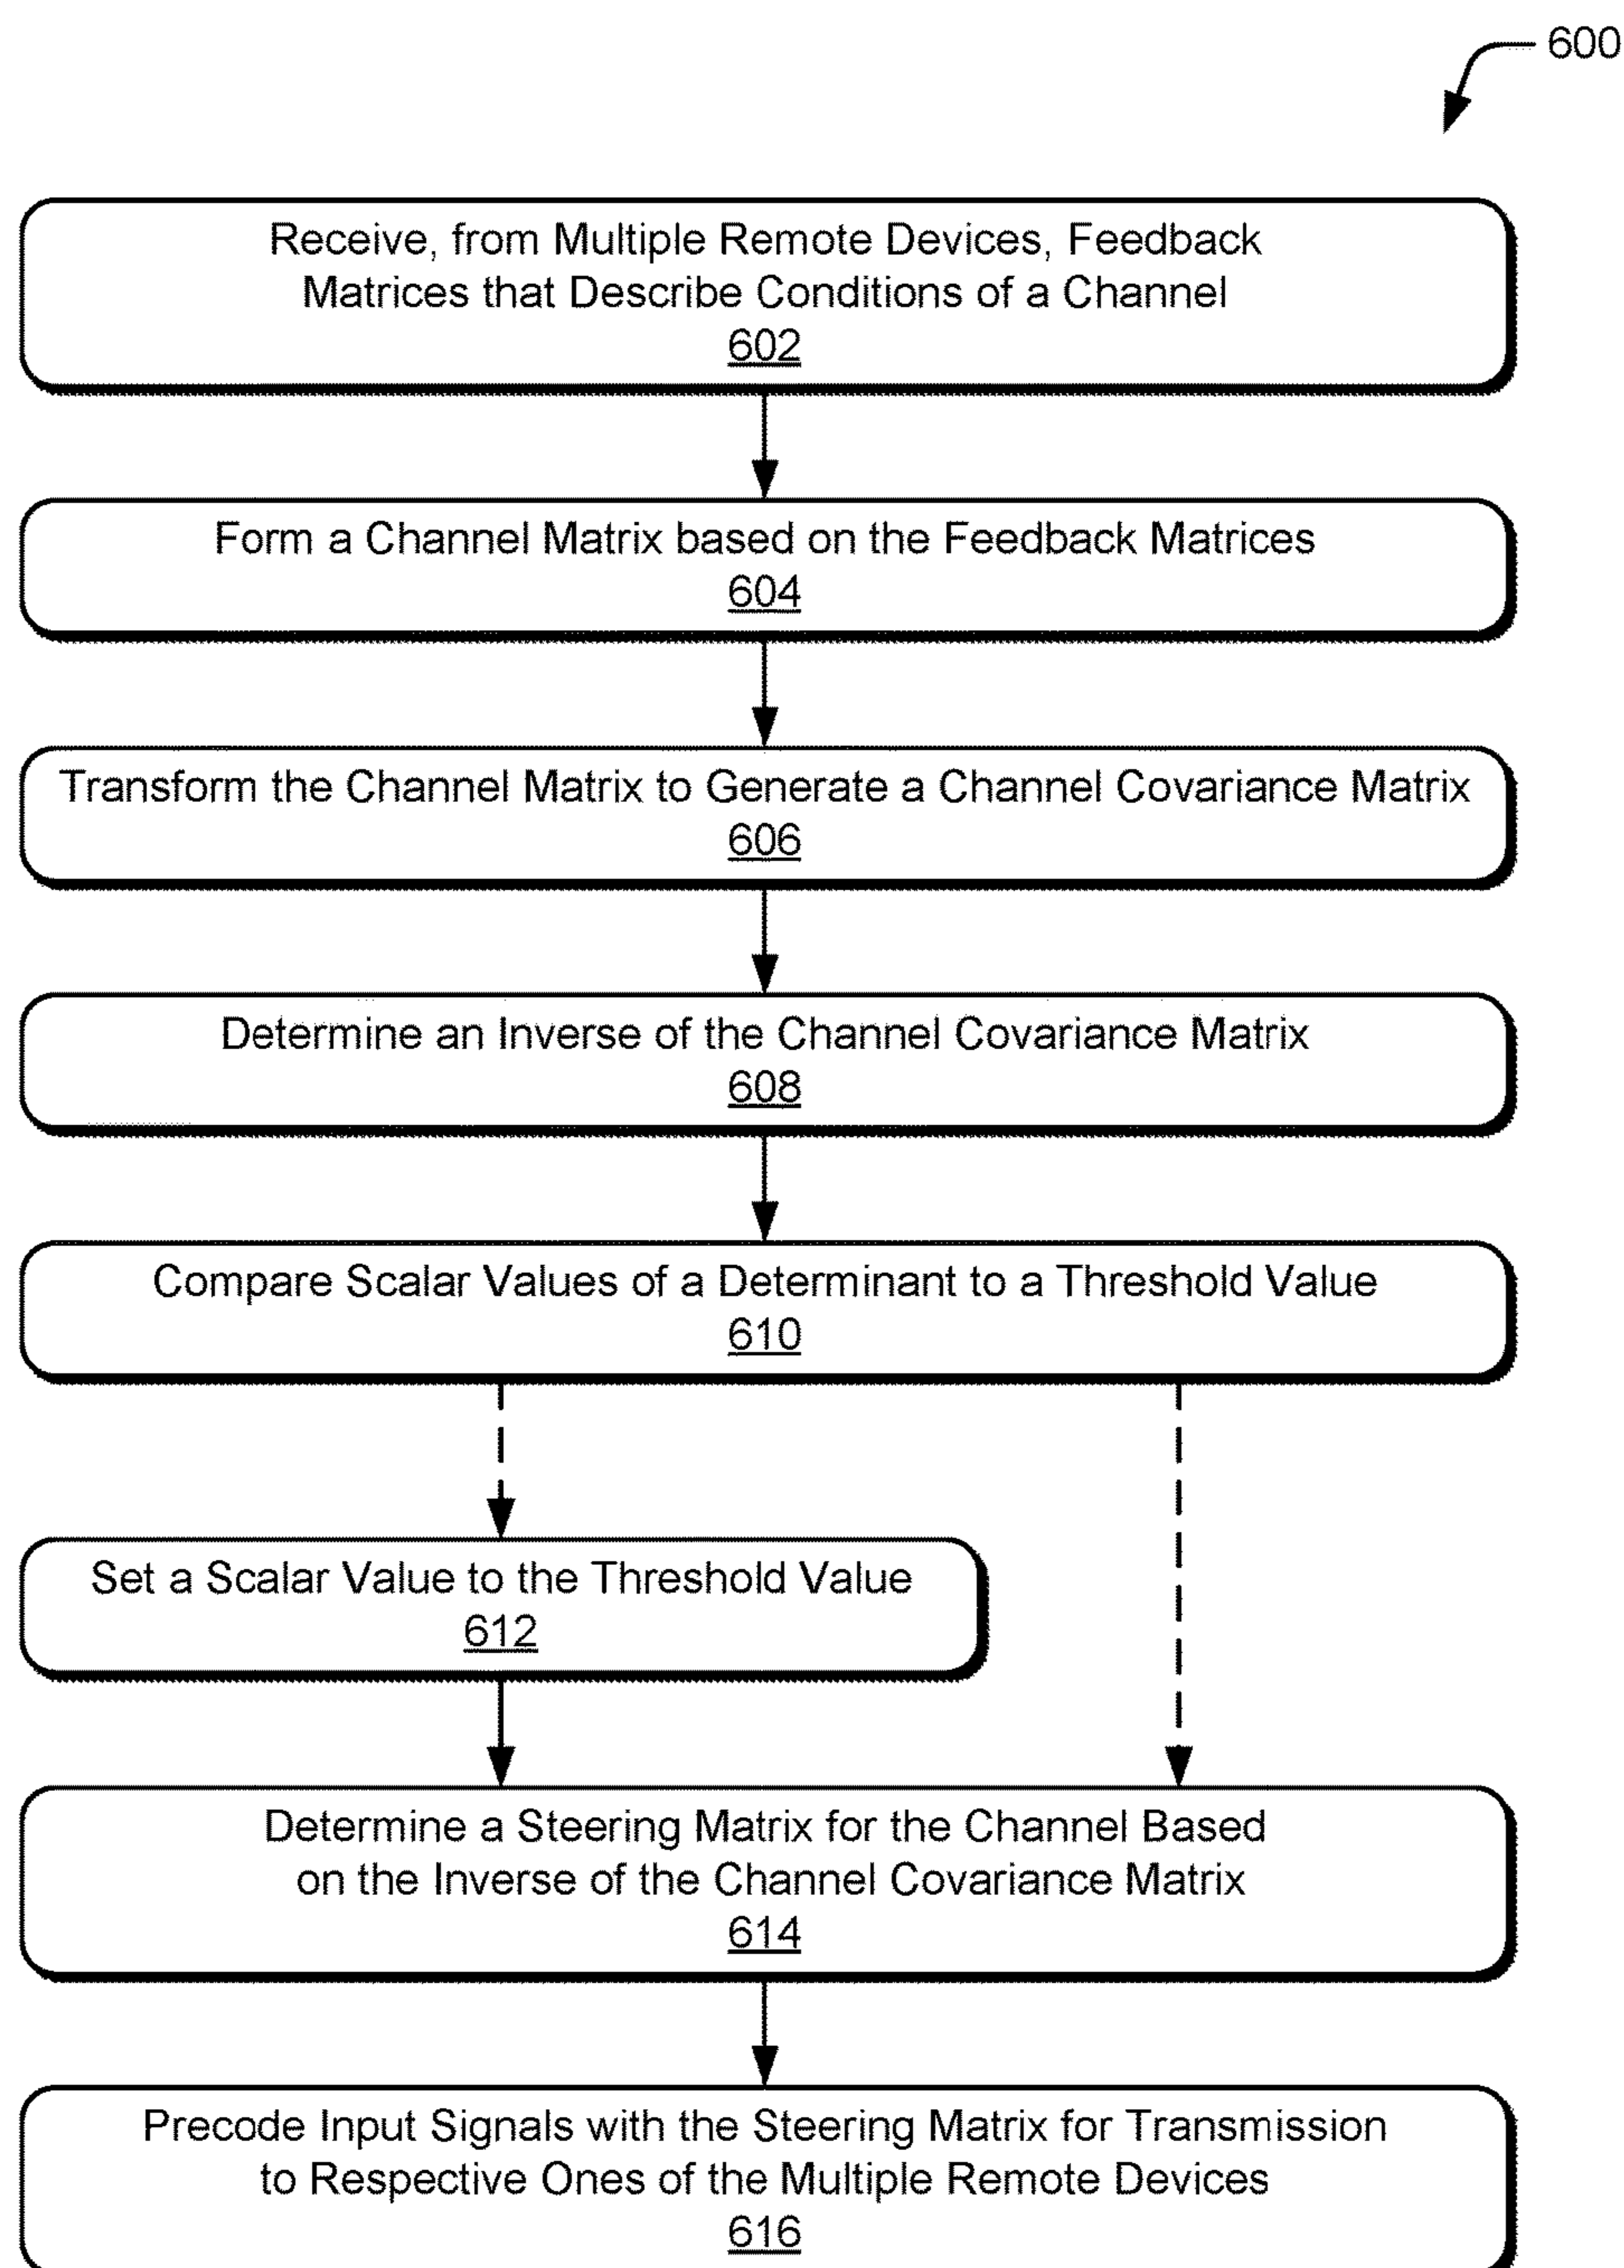 600
Receive, from Multiple Remote Devices, Feedback
Matrices that Describe Conditions of a Channel
602
Form a Channel Matrix based on the Feedback Matrices
604
Transform the Channel Matrix to Generate a Channel Covariance Matrix
606
Determine an Inverse of the Channel Covariance Matrix
608
Compare Scalar Values of a Determinant to a Threshold Value
610
Set a Scalar Value to the Threshold Value
612
Determine a Steering Matrix for the Channel Based
on the Inverse of the Channel Covariance Matrix
614
Precode Input Signals with the Steering Matrix for Transmission
to Respective Ones of the Multiple Remote Devices
616